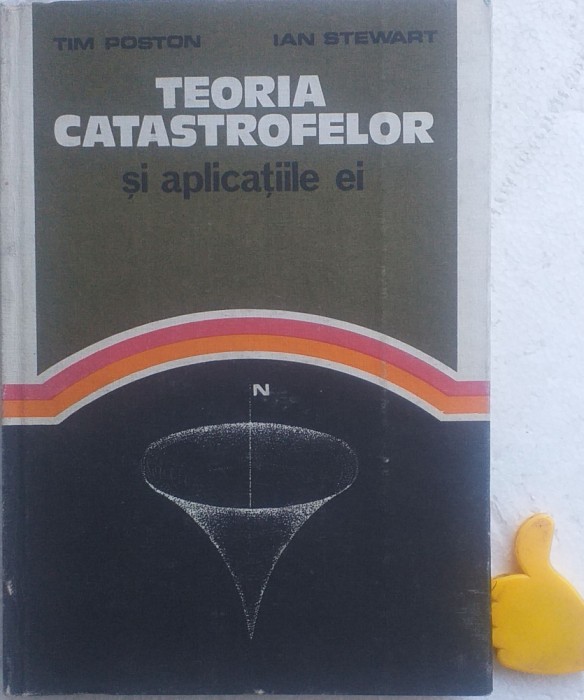 TIM POSTON IAN STEWART
TEORIA
CATASTROFELOR
și aplicațiile ei
N